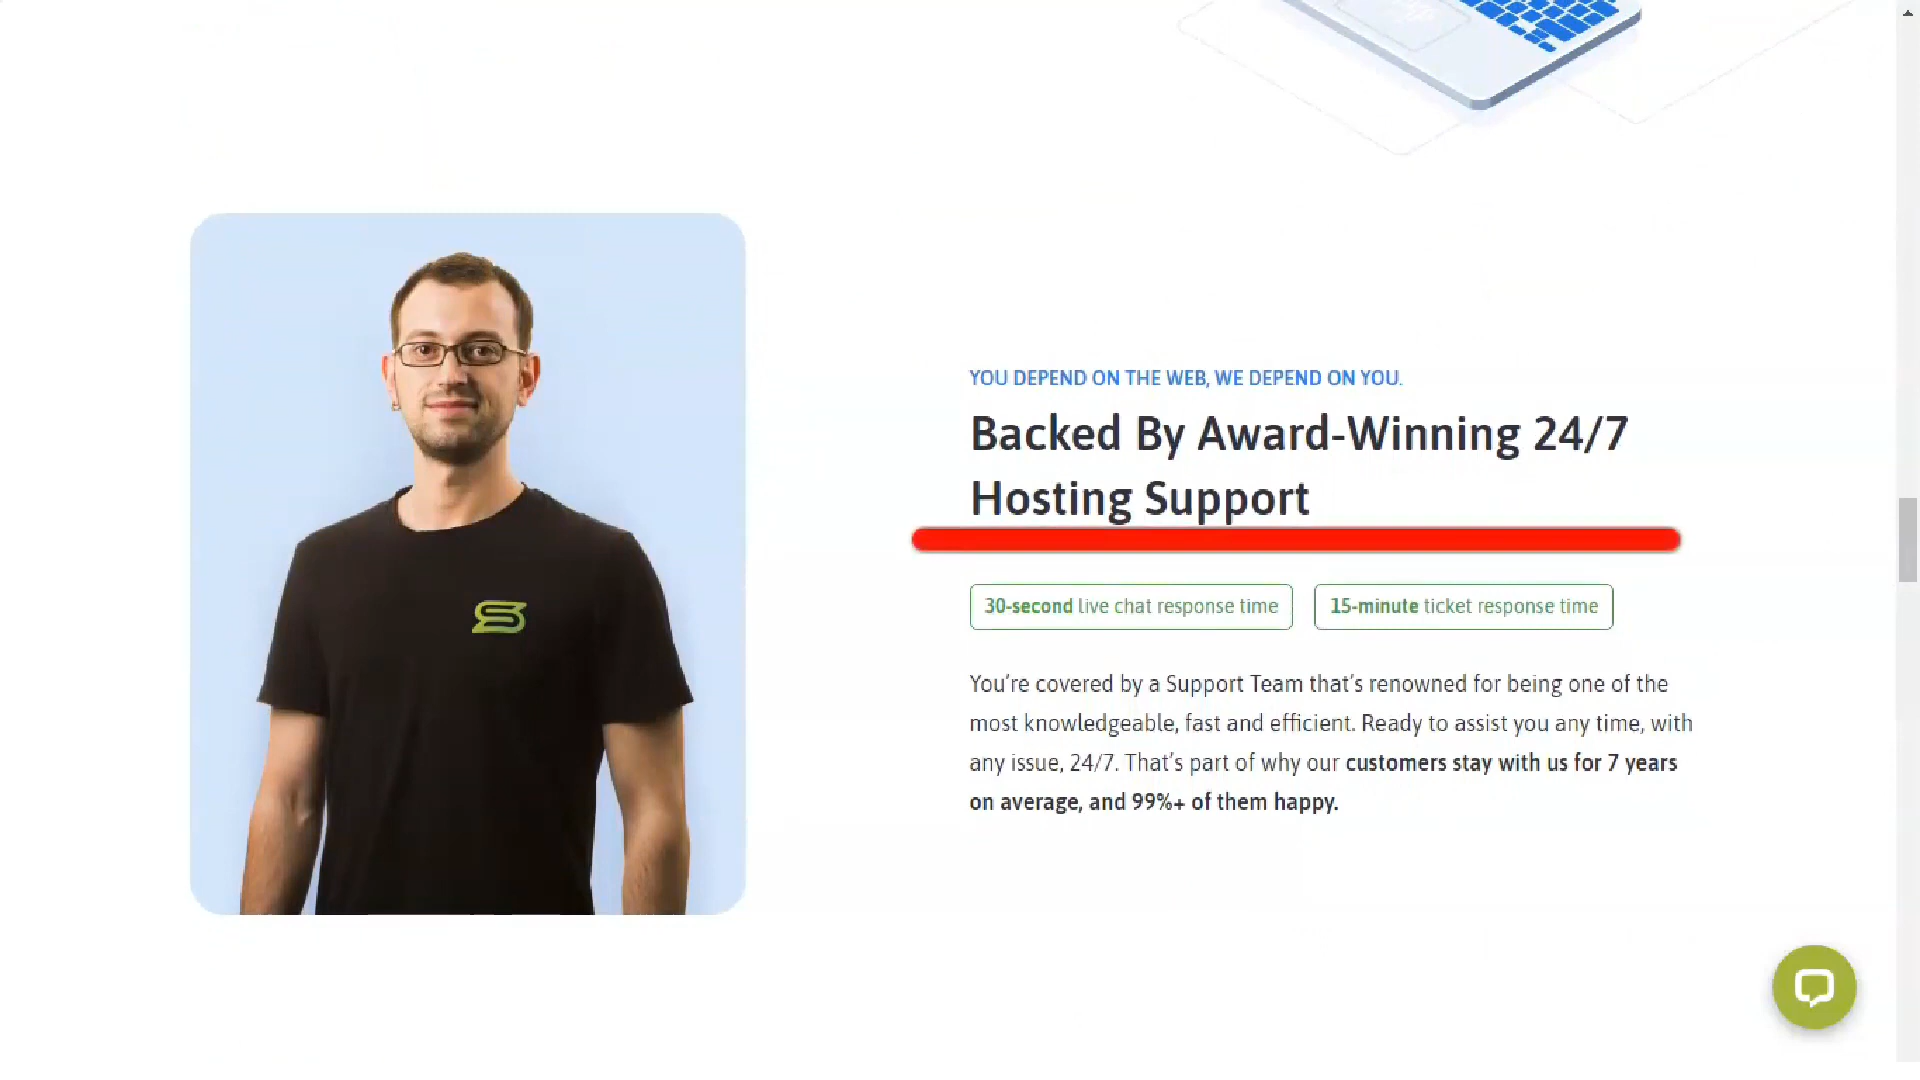 YOU DEPEND ON THE WEB, WE DEPEND ON YOU.
Backed By Award-Winning 24/7
Hosting Support
30-second live chat response time
15-minute ticket response time
You’re covered by a Support Team that’s renowned for being one of the
most knowledgeable, fast and efficient. Ready to assist you any time, with
any issue, 24/7. That’s part of why our customers stay with us for 7 years
on average, and 99%+ of them happy.